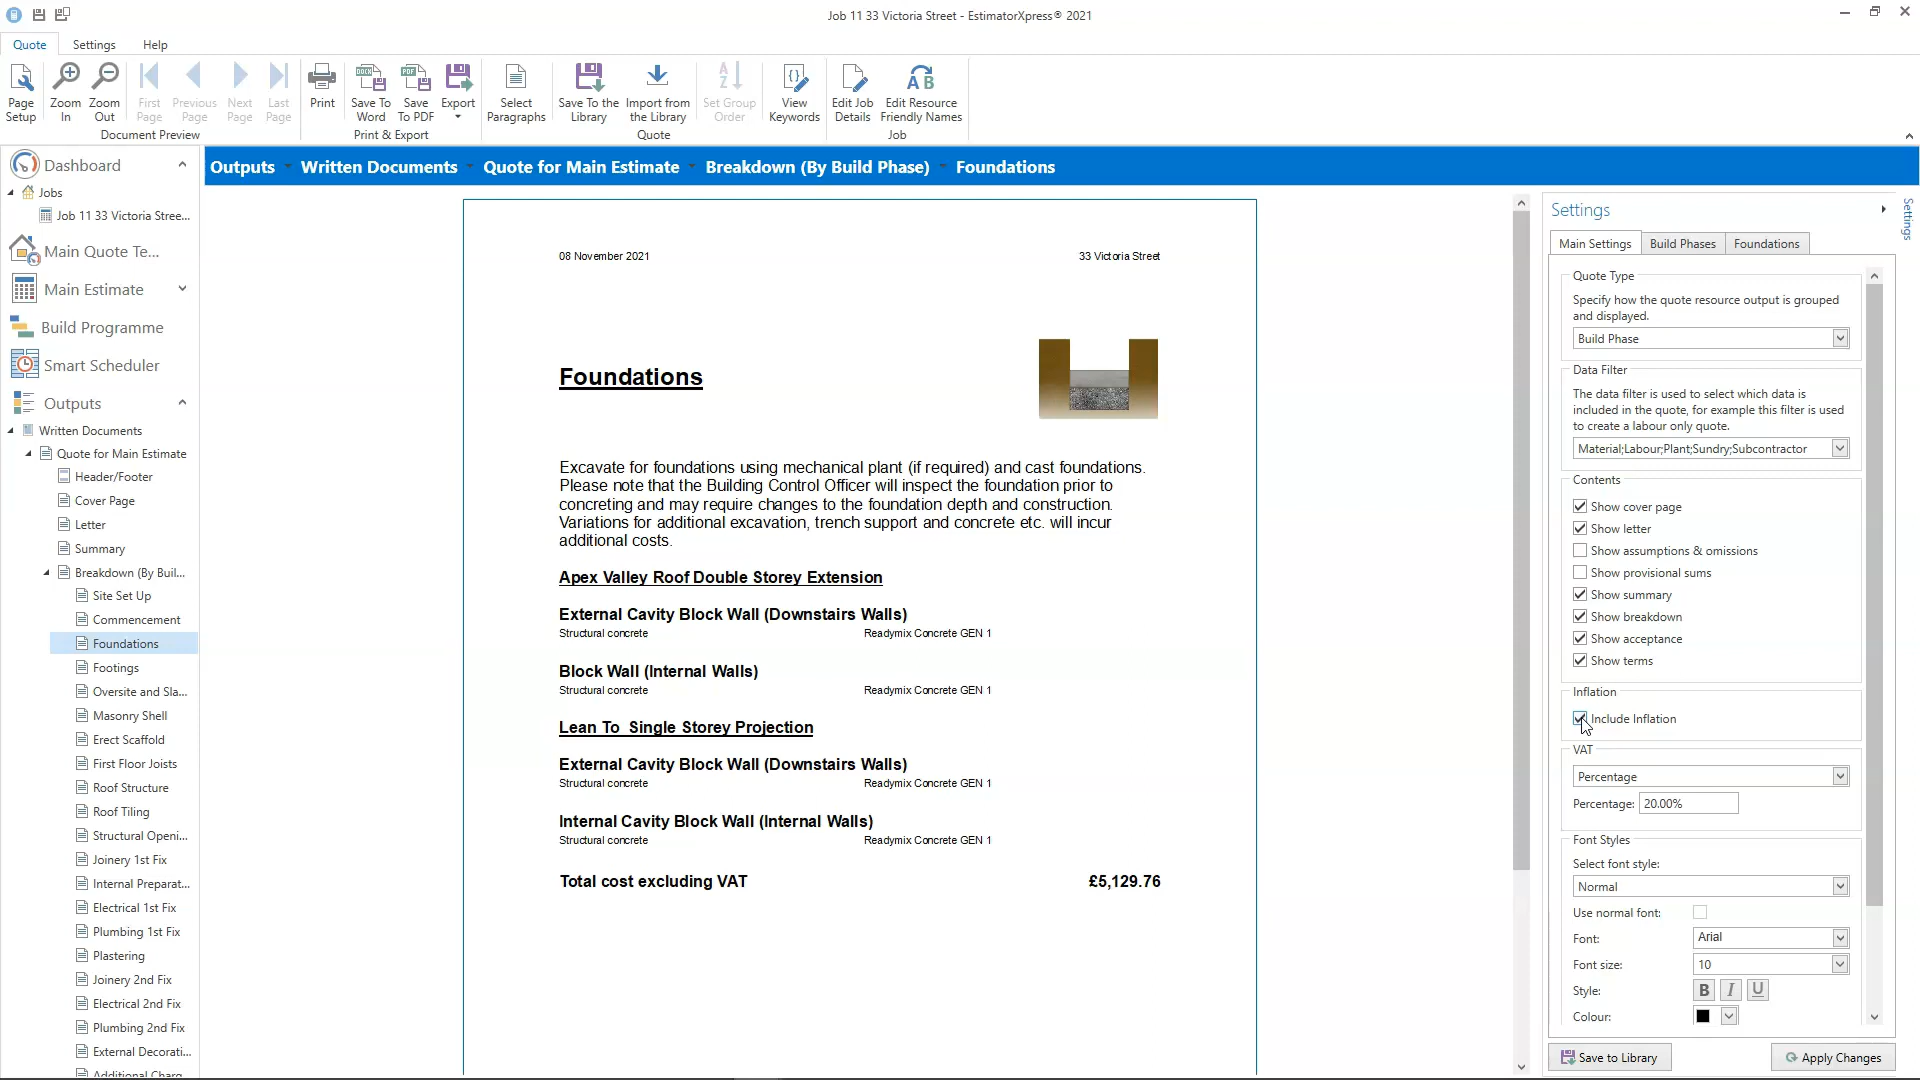 Job 11 33 Victoria Street - EstimatorXpress® 2021
Quote
Settings
Help
Page Setup
Zoom In
Zoom Out
First Page
Previous Page
Next Page
Last Page
Document Preview
Print
Save To Word
Save To PDF
Export
Print & Export
Select Paragraphs
Save To the Library
Import from the Library
Set Group Order
Quote
View Keywords
Edit Job Details
Edit Resource Friendly Names
Job
Dashboard
Jobs
Job 11 33 Victoria Stree...
Main Quote Te...
Main Estimate
Build Programme
Smart Scheduler
Outputs
Written Documents
Quote for Main Estimate
Header/Footer
Cover Page
Letter
Summary
Breakdown (By Buil...
Site Set Up
Commencement
Foundations
Footings
Oversite and Sla...
Masonry Shell
Erect Scaffold
First Floor Joists
Roof Structure
Roof Tiling
Structural Openi...
Joinery 1st Fix
Internal Preparat...
Electrical 1st Fix
Plumbing 1st Fix
Plastering
Joinery 2nd Fix
Electrical 2nd Fix
Plumbing 2nd Fix
External Decorati...
Additional Charg...
Outputs Written Documents Quote for Main Estimate Breakdown (By Build Phase) Foundations
08 November 2021
33 Victoria Street
Foundations
Excavate for foundations using mechanical plant (if required) and cast foundations.
Please note that the Building Control Officer will inspect the foundation prior to
concreting and may require changes to the foundation depth and construction.
Variations for additional excavation, trench support and concrete etc. will incur
additional costs.
Apex Valley Roof Double Storey Extension
External Cavity Block Wall (Downstairs Walls)
Structural concrete Readymix Concrete GEN 1
Block Wall (Internal Walls)
Structural concrete Readymix Concrete GEN 1
Lean To Single Storey Projection
External Cavity Block Wall (Downstairs Walls)
Structural concrete Readymix Concrete GEN 1
Internal Cavity Block Wall (Internal Walls)
Structural concrete Readymix Concrete GEN 1
Total cost excluding VAT £5,129.76
Settings
Settings
Main Settings
Build Phases
Foundations
Quote Type
Specify how the quote resource output is grouped
and displayed.
Build Phase
Data Filter
The data filter is used to select which data is
included in the quote, for example this filter is used
to create a labour only quote.
Material;Labour;Plant;Sundry;Subcontractor
Contents
Show cover page
Show letter
Show assumptions & omissions
Show provisional sums
Show summary
Show breakdown
Show acceptance
Show terms
Inflation
Include Inflation
VAT
Percentage
Percentage: 20.00%
Font Styles
Select font style:
Normal
Use normal font:
Font: Arial
Font size: 10
Style: B I U
Colour:
Save to Library
Apply Changes